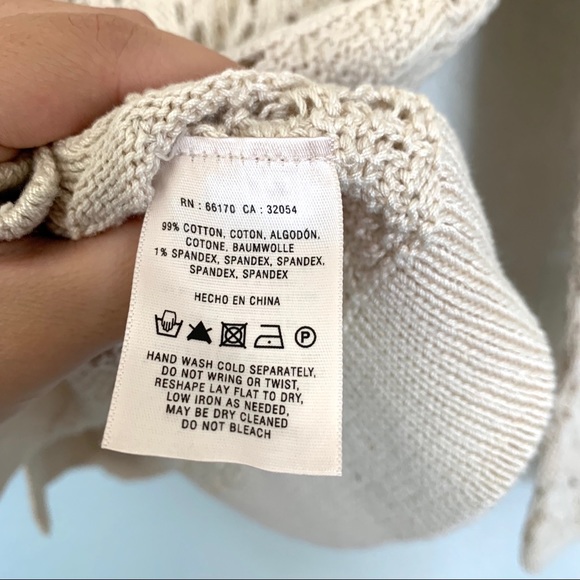 RN : 66170 CA : 32054
99% COTTON, COTON, ALGODÓN,
COTONE, BAUMWOLLE
1% SPANDEX, SPANDEX, SPANDEX,
SPANDEX, SPANDEX
HECHO EN CHINA
P
HAND WASH COLD SEPARATELY,
DO NOT WRING OR TWIST,
RESHAPE LAY FLAT TO DRY,
LOW IRON AS NEEDED,
MAY BE DRY CLEANED
DO NOT BLEACH